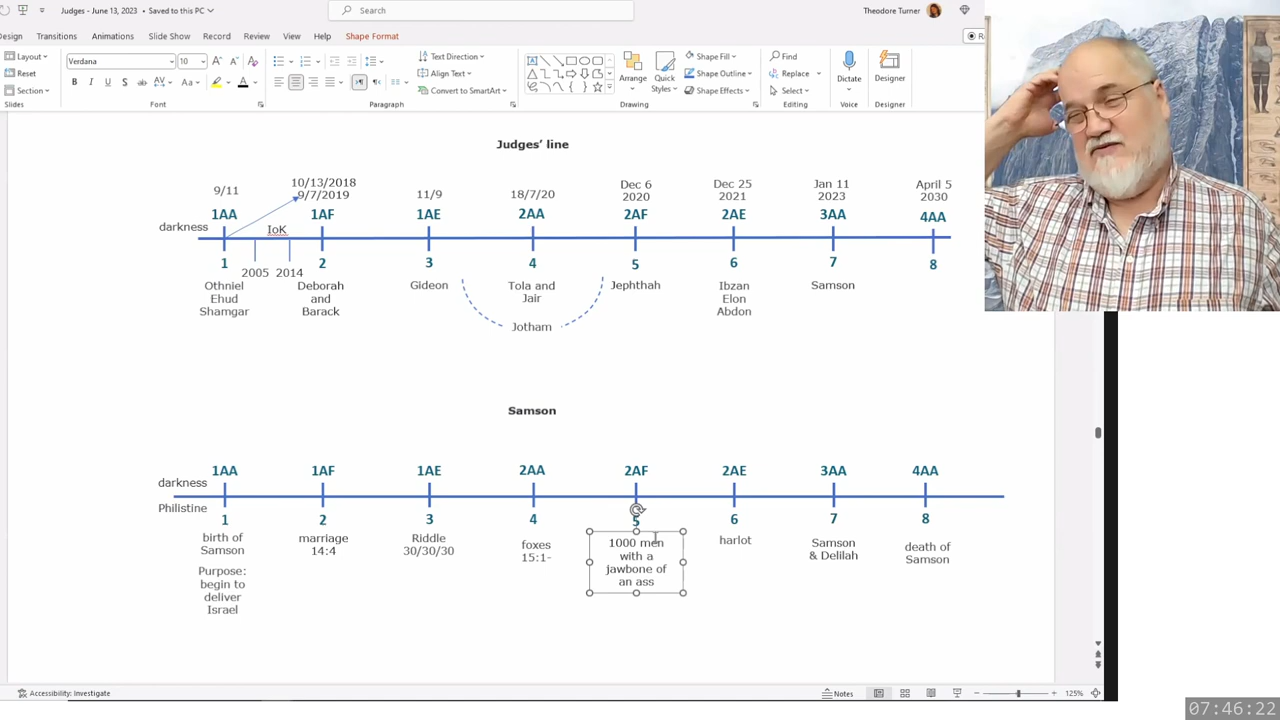 Judges - June 13, 2023 • Saved to this PC
Search
Theodore Turner
Design Transitions Animations Slide Show Record Review View Help Shape Format
Layout
Reset
Section
Slides
Verdana 10
Font
Paragraph
Text Direction
Align Text
Convert to SmartArt
Arrange
Quick Styles
Shape Fill
Shape Outline
Shape Effects
Drawing
Find
Replace
Select
Editing
Dictate
Voice
Designer
Designer
Judges’ line
9/11
10/13/2018
9/7/2019
11/9
18/7/20
Dec 6
2020
Dec 25
2021
Jan 11
2023
April 5
2030
1AA 1AF 1AE 2AA 2AF 2AE 3AA 4AA
darkness
IoK
1 2 3 4 5 6 7 8
2005 2014
Othniel
Ehud
Shamgar
Deborah
and
Barack
Gideon
Tola and
Jair
Jotham
Jephthah
Ibzan
Elon
Abdon
Samson
Samson
1AA 1AF 1AE 2AA 2AF 2AE 3AA 4AA
darkness
Philistine
1 2 3 4 5 6 7 8
birth of
Samson
Purpose:
begin to
deliver
Israel
marriage
14:4
Riddle
30/30/30
foxes
15:1-
1000 men
with a
jawbone of
an ass
harlot
Samson
& Delilah
death of
Samson
Accessibility: Investigate
Notes
125%
07:46:22